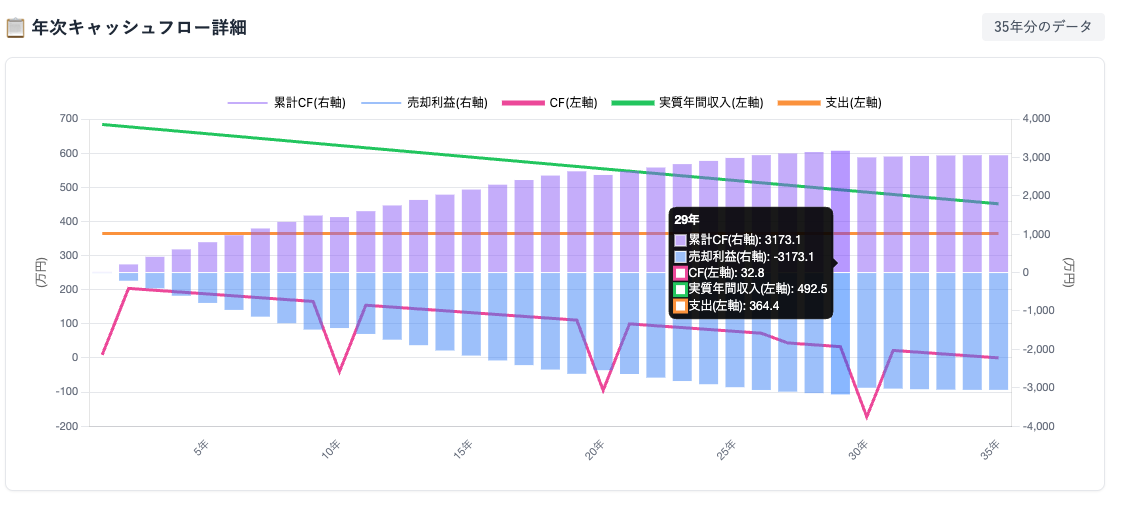 📋 年次キャッシュフロー詳細
35年分のデータ
累計CF(右軸) 売却利益(右軸) CF(左軸) 実質年間収入(左軸) 支出(左軸)
700
600
500
400
300
200
100
0
-100
-200
(万円)
4,000
3,000
2,000
1,000
0
-1,000
-2,000
-3,000
-4,000
(万円)
29年
累計CF(右軸): 3173.1
売却利益(右軸): -3173.1
CF(左軸): 32.8
実質年間収入(左軸): 492.5
支出(左軸): 364.4
5年 10年 15年 20年 25年 30年 35年